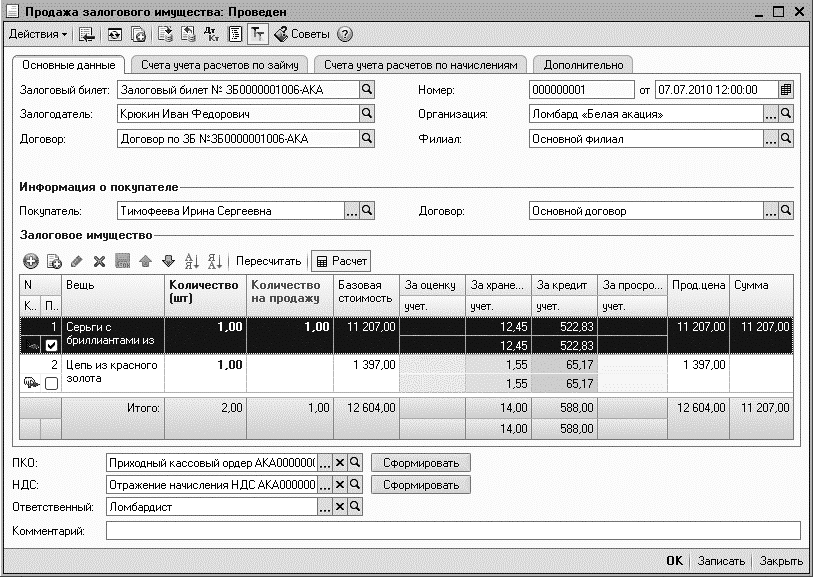 Продажа залогового имущества: Проведен
Действия Дт Кт Советы
Основные данные Счета учета расчетов по займу Счета учета расчетов по начислениям Дополнительно
Залоговый билет: Залоговый билет № ЗБ0000001006-АКА Номер: 000000001 от 07.07.2010 12:00:00
Залогодатель: Крюкин Иван Федорович Организация: Ломбард «Белая акация» ...
Договор: Договор по ЗБ №ЗБ0000001006-АКА Филиал: Основной филиал ...
Информация о покупателе
Покупатель: Тимофеева Ирина Сергеевна ... Договор: Основной договор ...
Залоговое имущество
Пересчитать Расчет
N Вещь Количество (шт) Количество на продажу Базовая стоимость За оценку За хране... За кредит За просро... Прод.цена Сумма
К.. П.. учет. учет. учет. учет.
1 Серьги с 1,00 1,00 11 207,00 12,45 522,83 11 207,00 11 207,00
бриллиантами из 12,45 522,83
2 Цепь из красного 1,00 1 397,00 1,55 65,17 1 397,00
золота 1,55 65,17
Итого: 2,00 1,00 12 604,00 14,00 588,00 12 604,00 11 207,00
14,00 588,00
ПКО: Приходный кассовый ордер АКА0000000 ... Сформировать
НДС: Отражение начисления НДС АКА000000 ... Сформировать
Ответственный: Ломбардист ...
Комментарий:
OK Записать Закрыть